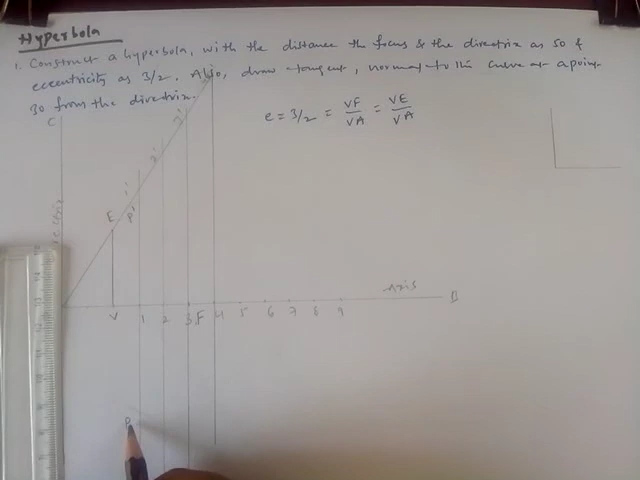 Hyperbola
1. Construct a hyperbola, with the distance the focus & the directrix as 50 &
eccentricity as 3/2. Also, draw tangent, normal to the curve at a point
30 from the directrix.
e = 3/2 = VF/VA = VE/VA
C
3'
2'
1'
E P1'
Axis
V 1 2 3 F 4 5 6 7 8 9 B
P